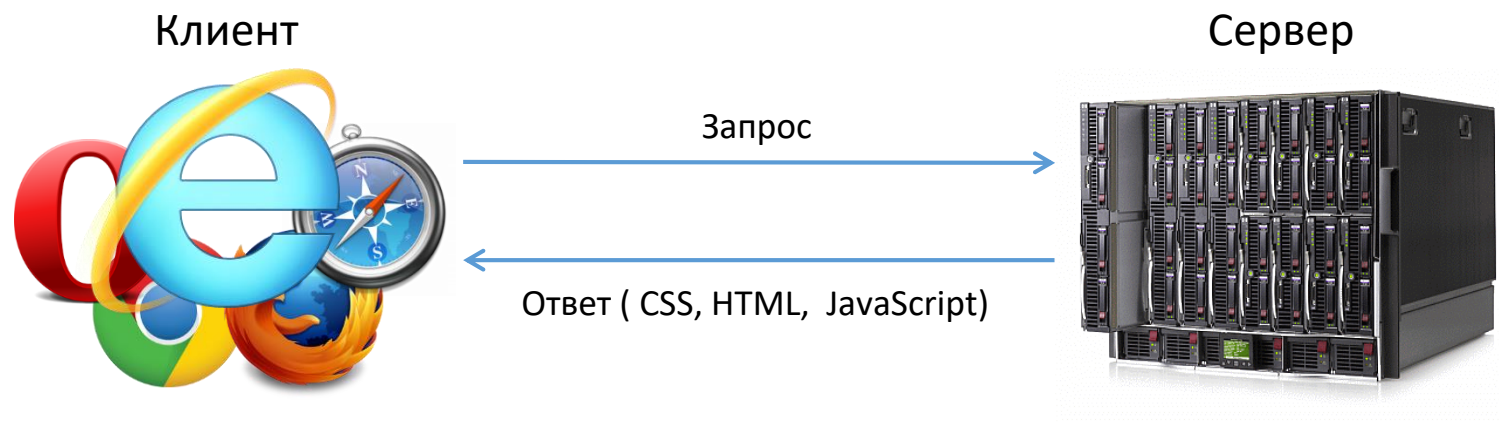 Клиент
Сервер
Запрос
Ответ ( CSS, HTML, JavaScript)
N
E
W
S